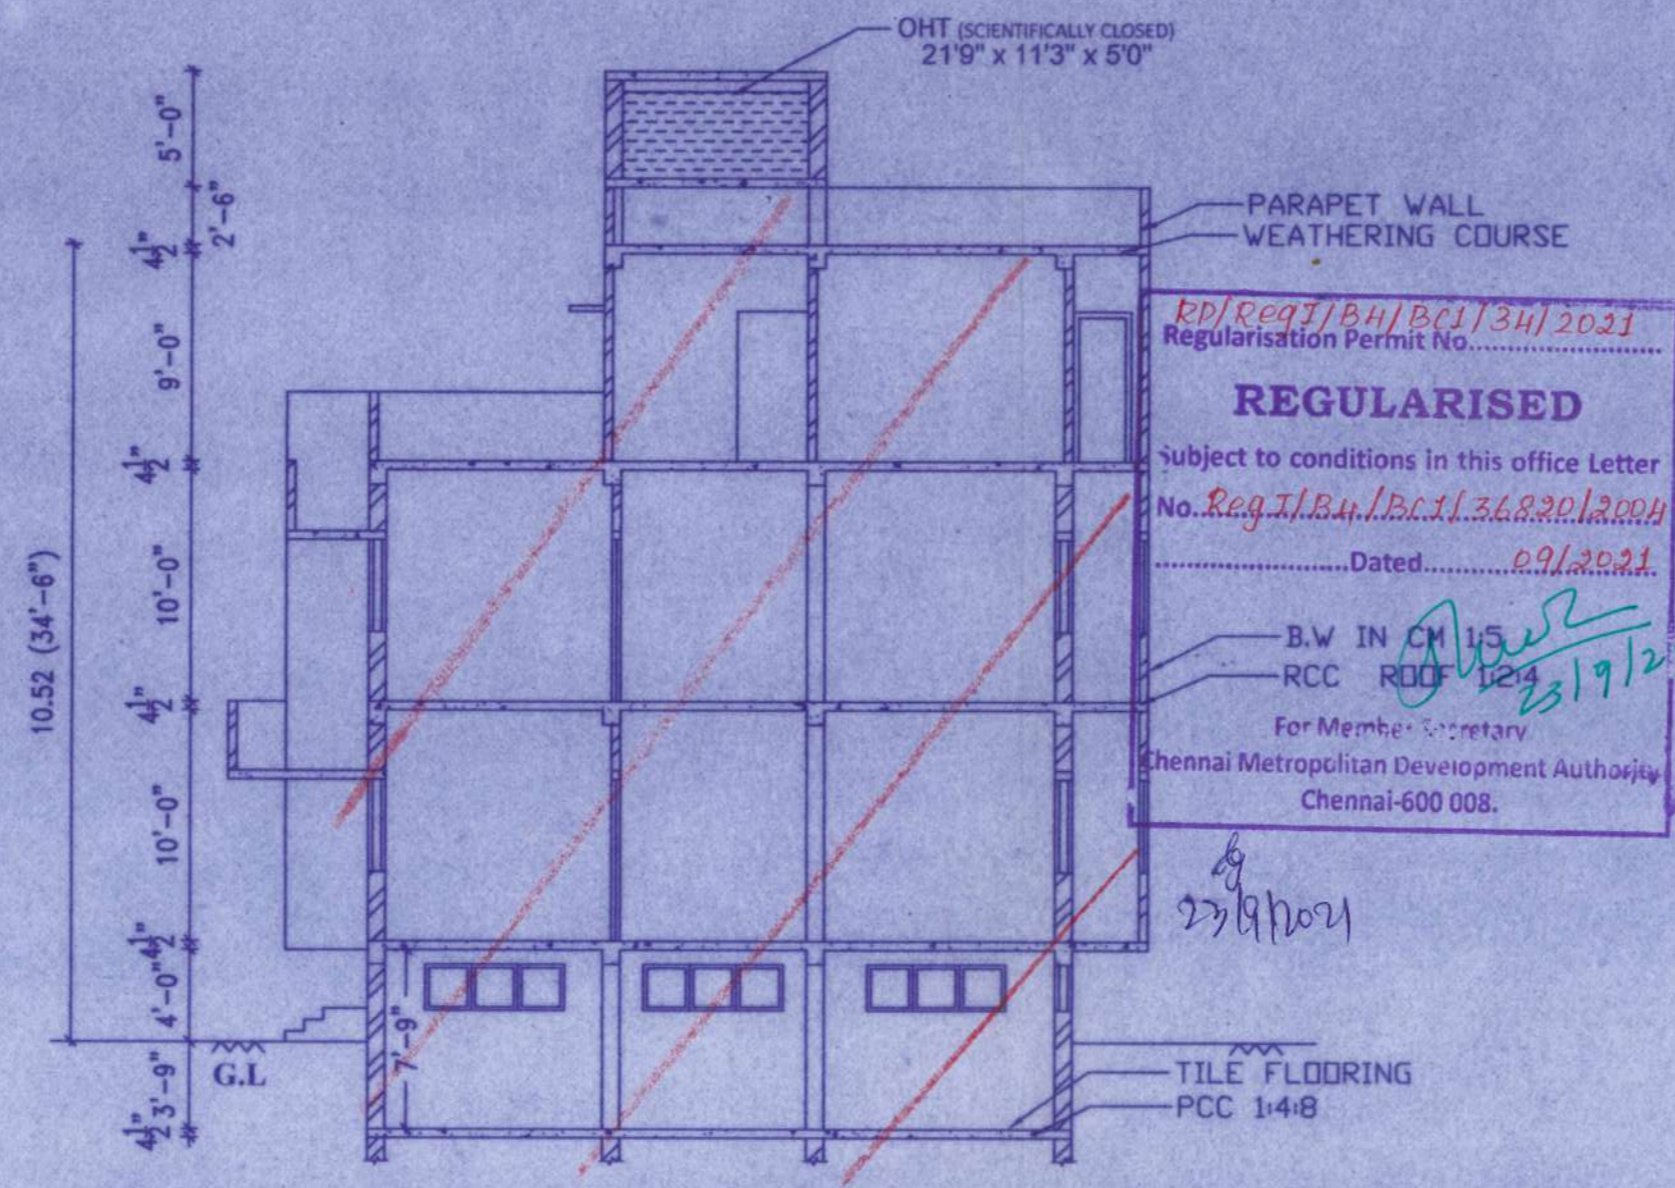 OHT (SCIENTIFICALLY CLOSED)
21'9" x 11'3" x 5'0"
5'-0"
2'-6"
4½"
9'-0"
4½"
10'-0"
4½"
10'-0"
4½"
4'-0"
3'-9"
4½"
10.52 (34'-6")
7'-9"
G.L
PARAPET WALL
WEATHERING COURSE
RP/RegI/B4/BC1/34/2021
Regularisation Permit No.
REGULARISED
Subject to conditions in this office Letter
No. Reg I/B4/BC1/36820/2004
Dated 09/2021
B.W IN CM 1:5
RCC ROOF 1:2:4
23/9/2
For Member Secretary
Chennai Metropolitan Development Authority
Chennai-600 008.
23/9/2021
TILE FLOORING
PCC 1:4:8